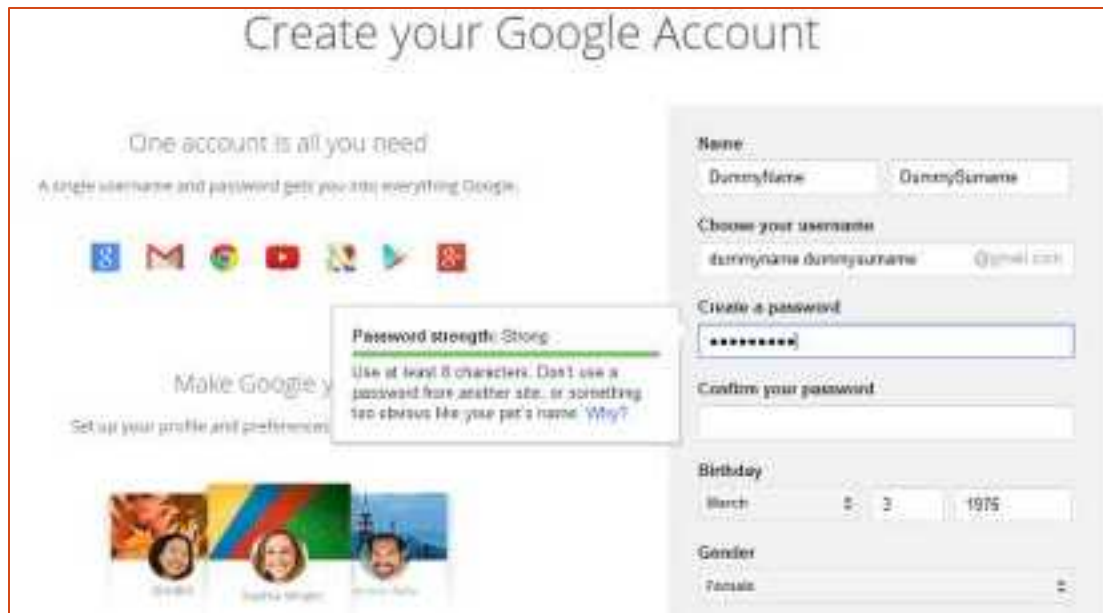 Create your Google Account
One account is all you need
A single username and password gets you into everything Google.
Make Google y
Set up your profile and preferences
Password strength: Strong
Use at least 8 characters. Don't use a
password from another site, or something
too obvious like your pet's name. Why?
Name
DummyName DummySurname
Choose your username
dummyname.dummysurname @gmail.com
Create a password
Confirm your password
Birthday
March 3 1975
Gender
Female